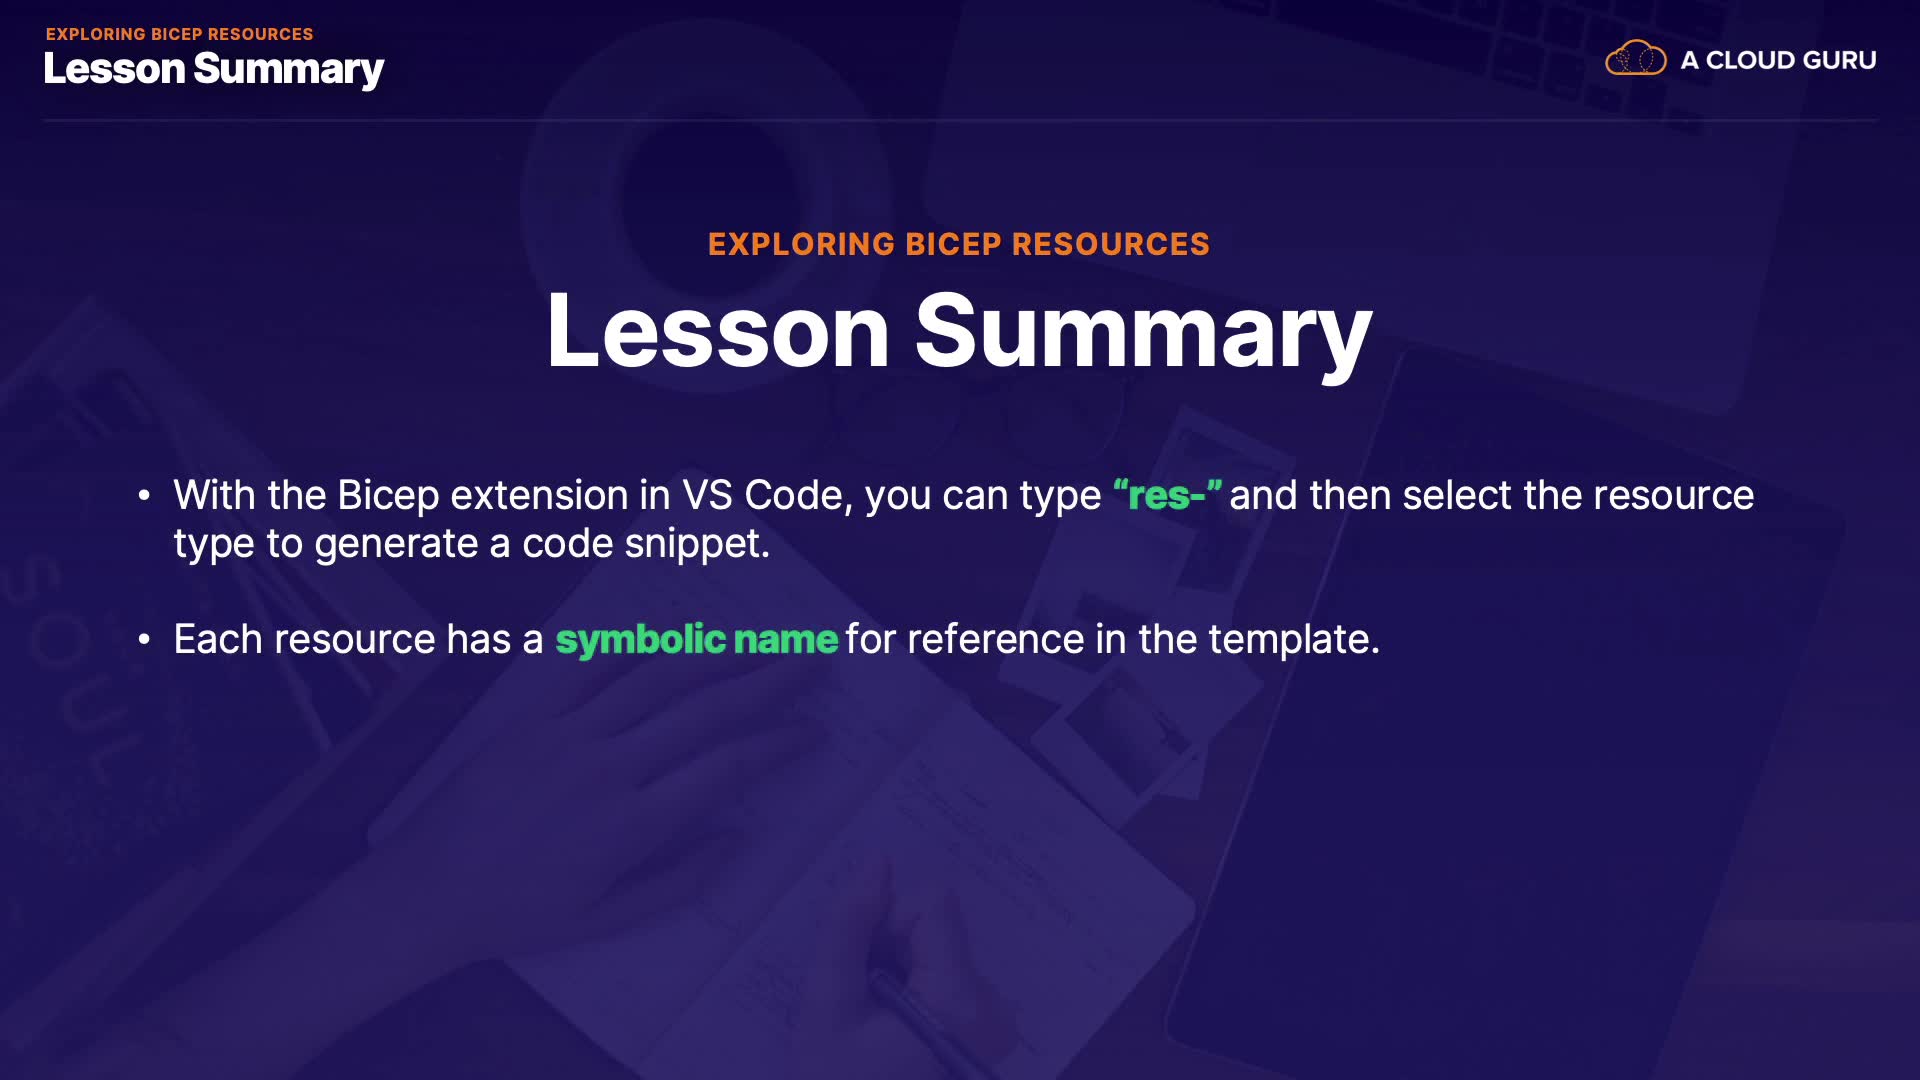 EXPLORING BICEP RESOURCES
Lesson Summary
A CLOUD GURU
EXPLORING BICEP RESOURCES
Lesson Summary
• With the Bicep extension in VS Code, you can type “res-” and then select the resource
type to generate a code snippet.
• Each resource has a symbolic name for reference in the template.
SOUL